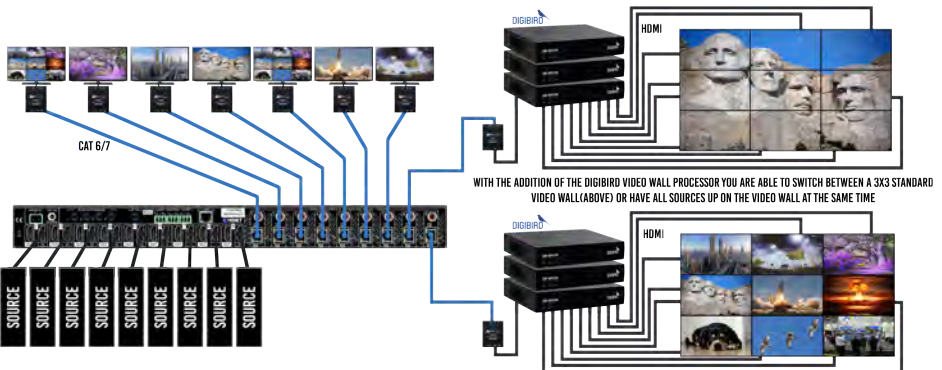 DIGIBIRD
HDMI
CAT 6/7
WITH THE ADDITION OF THE DIGIBIRD VIDEO WALL PROCESSOR YOU ARE ABLE TO SWITCH BETWEEN A 3X3 STANDARD
VIDEO WALL(ABOVE) OR HAVE ALL SOURCES UP ON THE VIDEO WALL AT THE SAME TIME
DIGIBIRD
HDMI
SOURCE
SOURCE
SOURCE
SOURCE
SOURCE
SOURCE
SOURCE
SOURCE
SOURCE